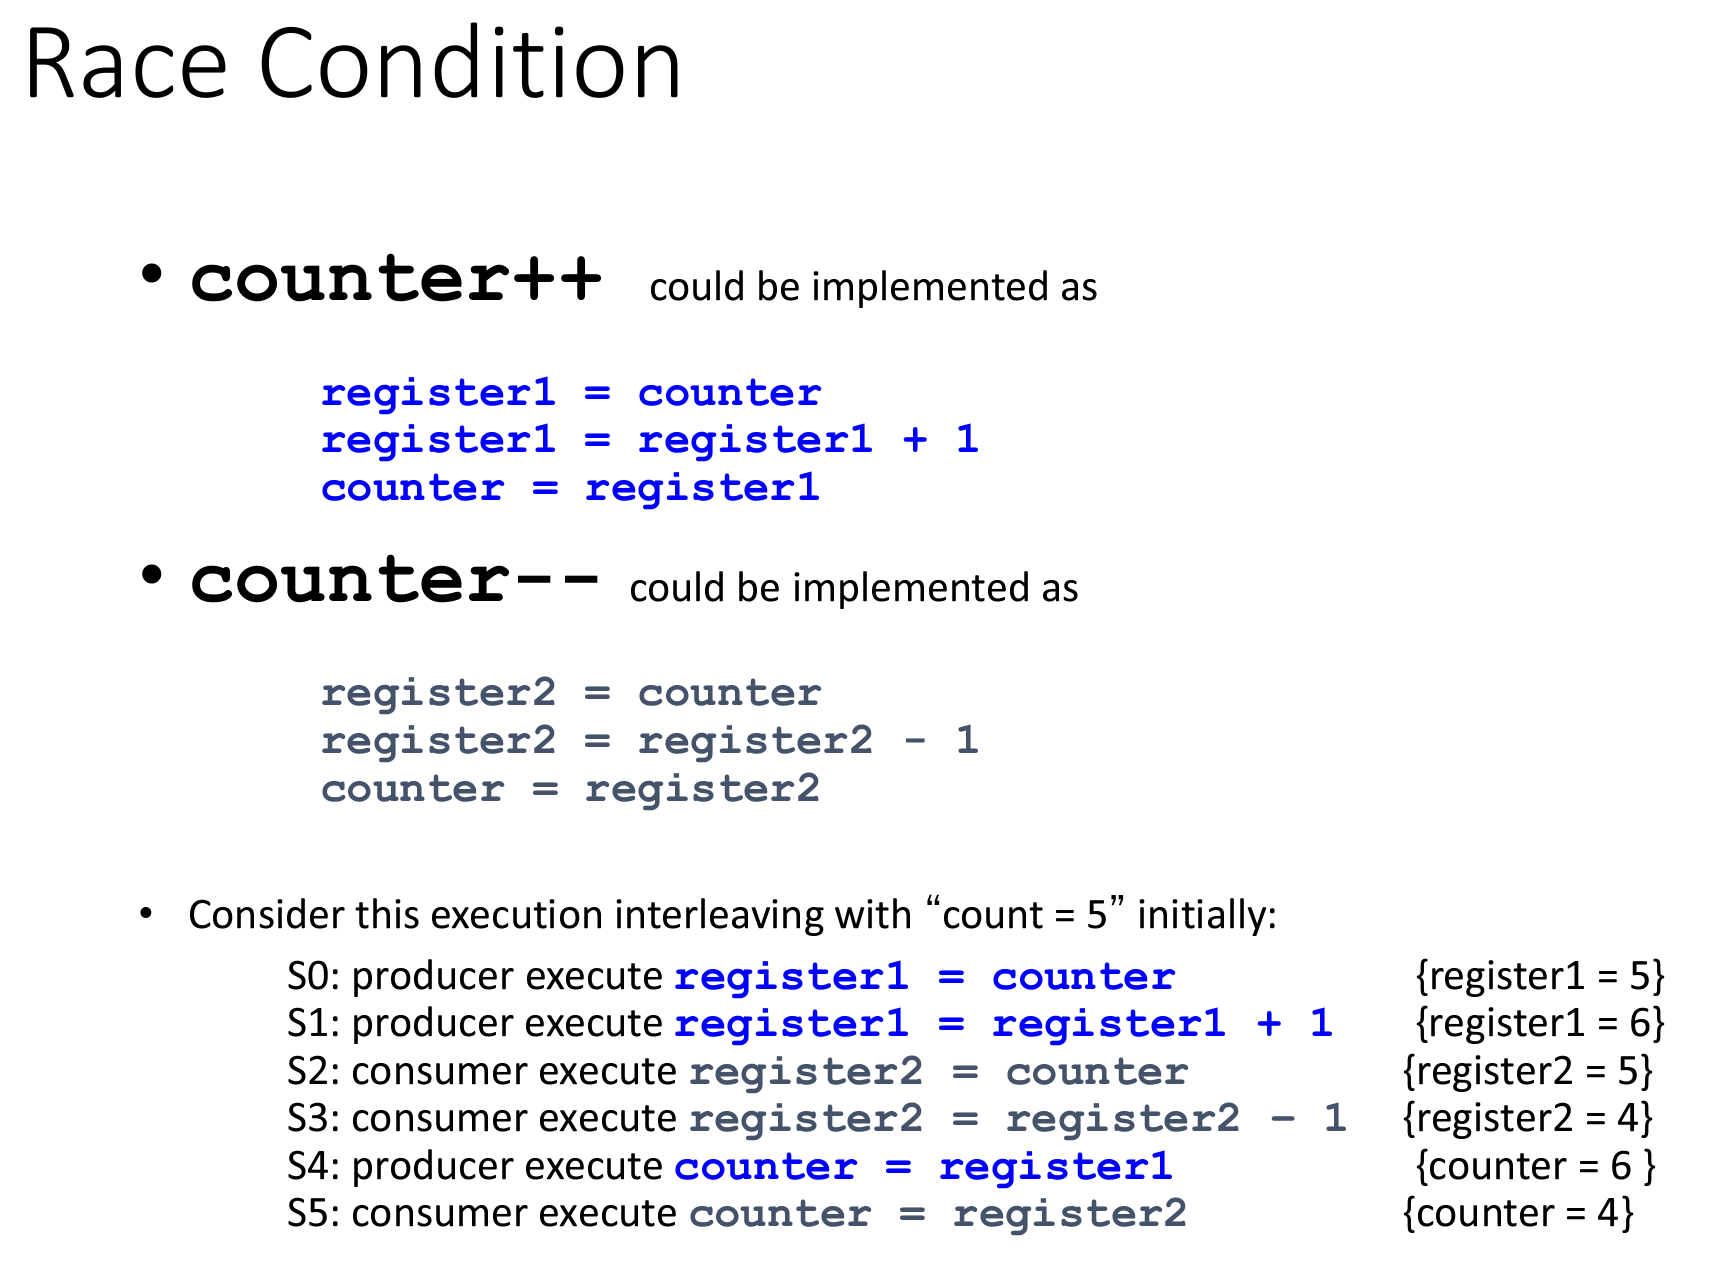 Race Condition
• counter++ could be implemented as
register1 = counter
register1 = register1 + 1
counter = register1
• counter-- could be implemented as
register2 = counter
register2 = register2 - 1
counter = register2
• Consider this execution interleaving with “count = 5” initially:
S0: producer execute register1 = counter {register1 = 5}
S1: producer execute register1 = register1 + 1 {register1 = 6}
S2: consumer execute register2 = counter {register2 = 5}
S3: consumer execute register2 = register2 – 1 {register2 = 4}
S4: producer execute counter = register1 {counter = 6 }
S5: consumer execute counter = register2 {counter = 4}